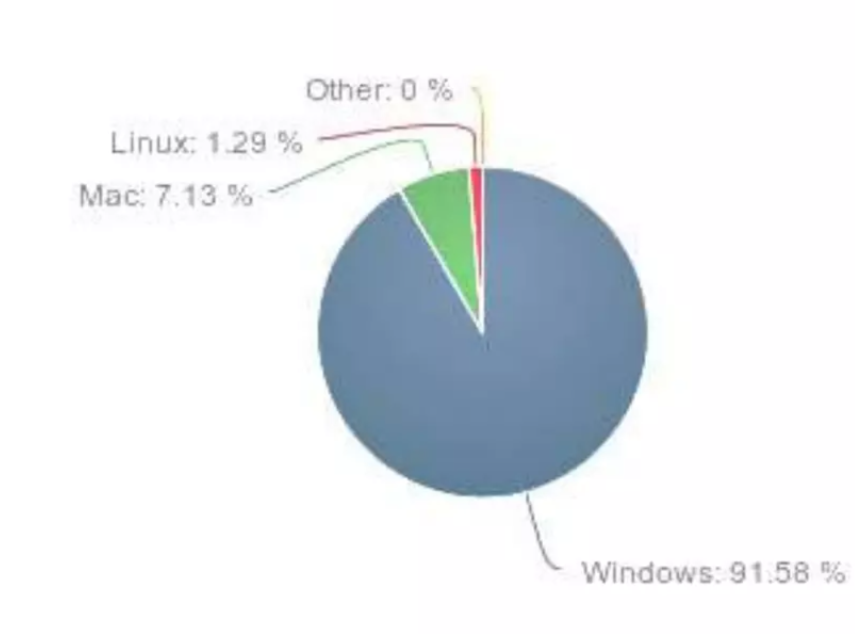 Other: 0 %
Linux: 1.29 %
Mac: 7.13 %
Windows: 91.58 %